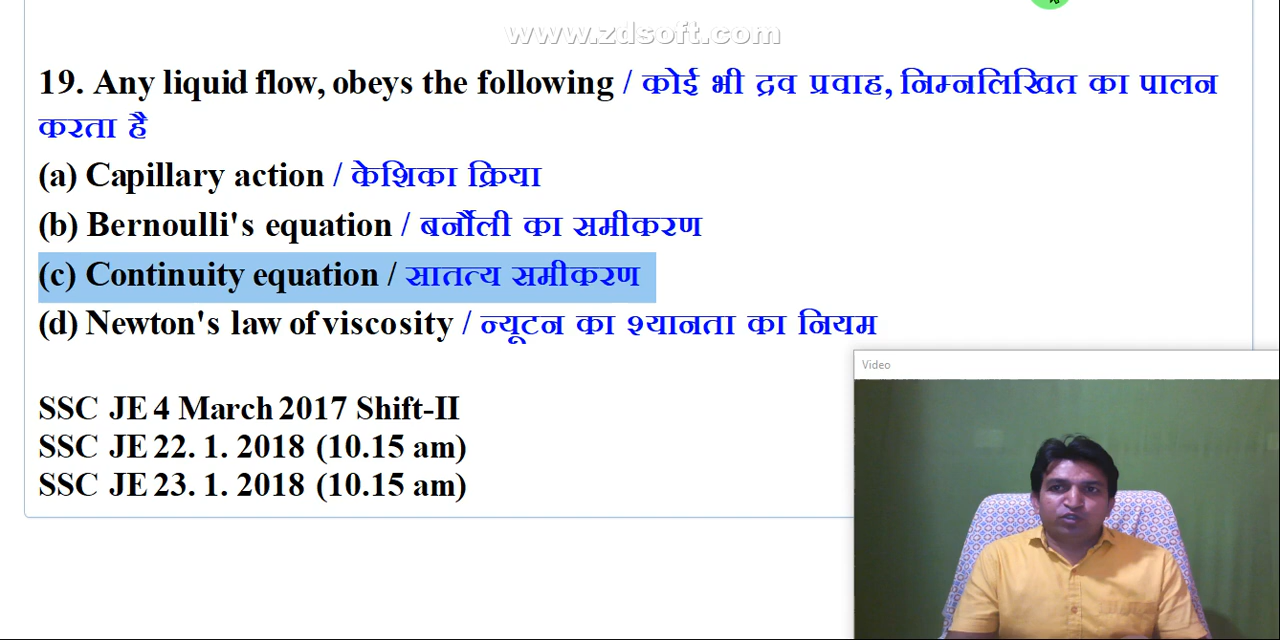 www.zdsoft.com
19. Any liquid flow, obeys the following / कोई भी द्रव प्रवाह, निम्नलिखित का पालन
करता है
(a) Capillary action / केशिका क्रिया
(b) Bernoulli's equation / बर्नौली का समीकरण
(c) Continuity equation / सातत्य समीकरण
(d) Newton's law of viscosity / न्यूटन का श्यानता का नियम
Video
SSC JE 4 March 2017 Shift-II
SSC JE 22. 1. 2018 (10.15 am)
SSC JE 23. 1. 2018 (10.15 am)